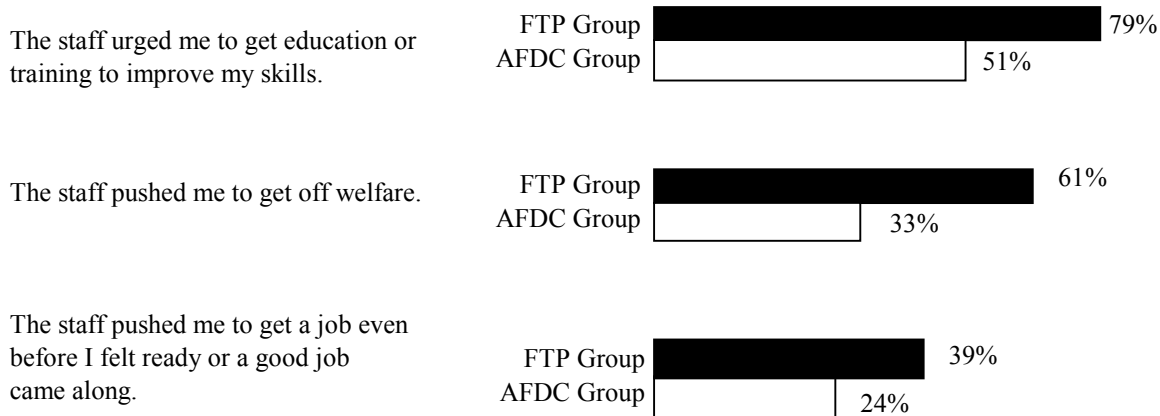 The staff urged me to get education or
training to improve my skills.
FTP Group 79%
AFDC Group 51%
The staff pushed me to get off welfare.
FTP Group 61%
AFDC Group 33%
The staff pushed me to get a job even
before I felt ready or a good job
came along.
FTP Group 39%
AFDC Group 24%